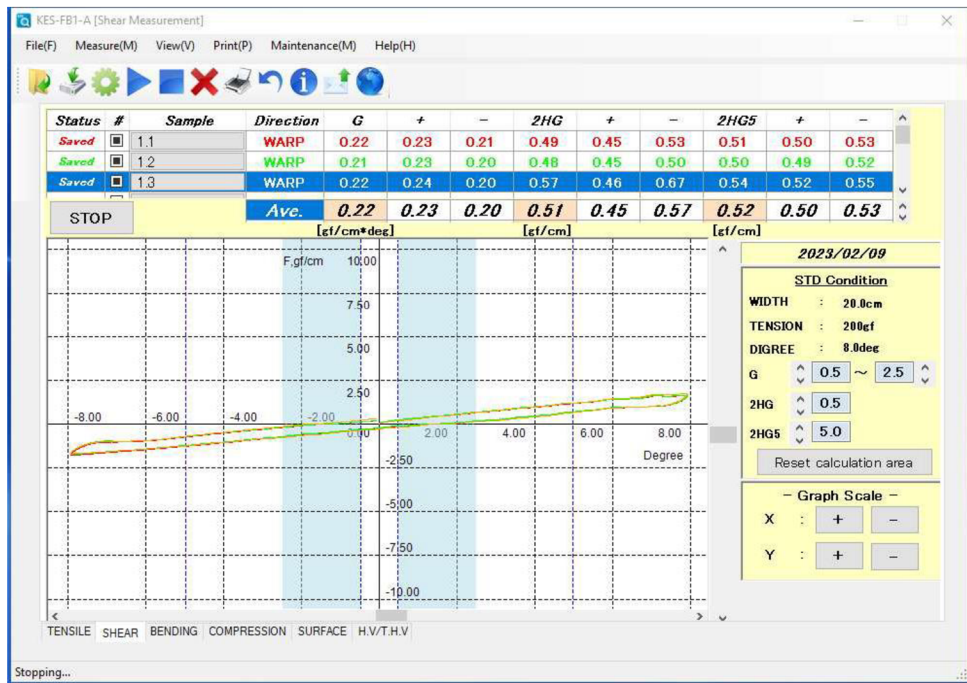 KES-FB1-A [Shear Measurement]
File(F) Measure(M) View(V) Print(P) Maintenance(M) Help(H)
Status # Sample Direction G + - 2HG + - 2HG5 + -
Saved 1.1 WARP 0.22 0.23 0.21 0.49 0.45 0.53 0.51 0.50 0.53
Saved 1.2 WARP 0.21 0.23 0.20 0.48 0.45 0.50 0.50 0.49 0.52
Saved 1.3 WARP 0.22 0.24 0.20 0.57 0.46 0.67 0.54 0.52 0.55
STOP Ave. 0.22 0.23 0.20 0.51 0.45 0.57 0.52 0.50 0.53
[gf/cm*deg] [gf/cm] [gf/cm]
F,gf/cm 10.00
7.50
5.00
2.50
-8.00 -6.00 -4.00 -2.00
0.00 2.00 4.00 6.00 8.00
Degree
-2.50
-5.00
-7.50
-10.00
2023/02/09
STD Condition
WIDTH : 20.0cm
TENSION : 200gf
DIGREE : 8.0deg
G 0.5 ~ 2.5
2HG 0.5
2HG5 5.0
Reset calculation area
- Graph Scale -
X : + -
Y : + -
TENSILE SHEAR BENDING COMPRESSION SURFACE H.V/T.H.V
Stopping...